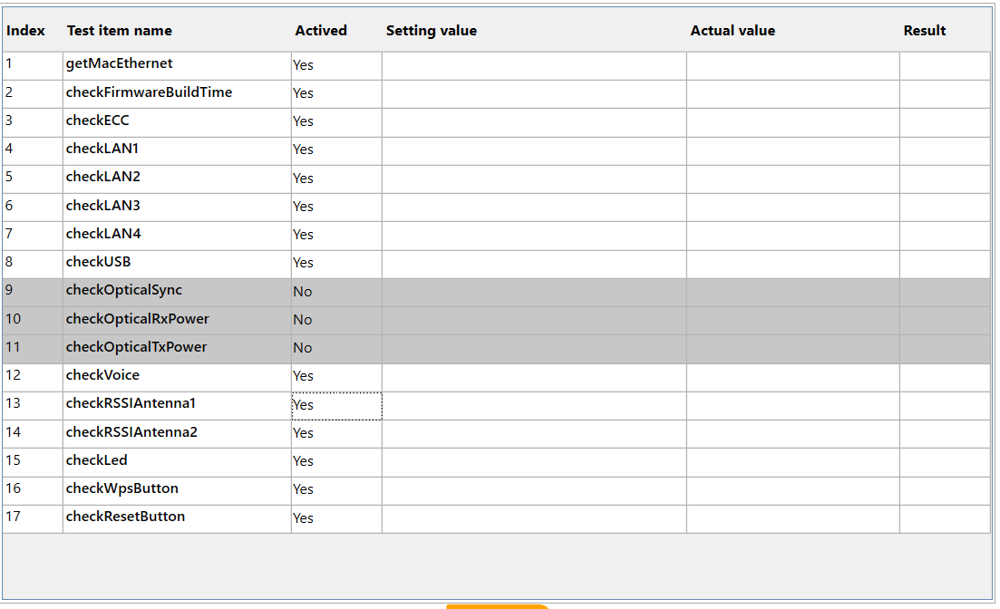 Index Test item name Actived Setting value Actual value Result
1 getMacEthernet Yes
2 checkFirmwareBuildTime Yes
3 checkECC Yes
4 checkLAN1 Yes
5 checkLAN2 Yes
6 checkLAN3 Yes
7 checkLAN4 Yes
8 checkUSB Yes
9 checkOpticalSync No
10 checkOpticalRxPower No
11 checkOpticalTxPower No
12 checkVoice Yes
13 checkRSSIAntenna1 Yes
14 checkRSSIAntenna2 Yes
15 checkLed Yes
16 checkWpsButton Yes
17 checkResetButton Yes